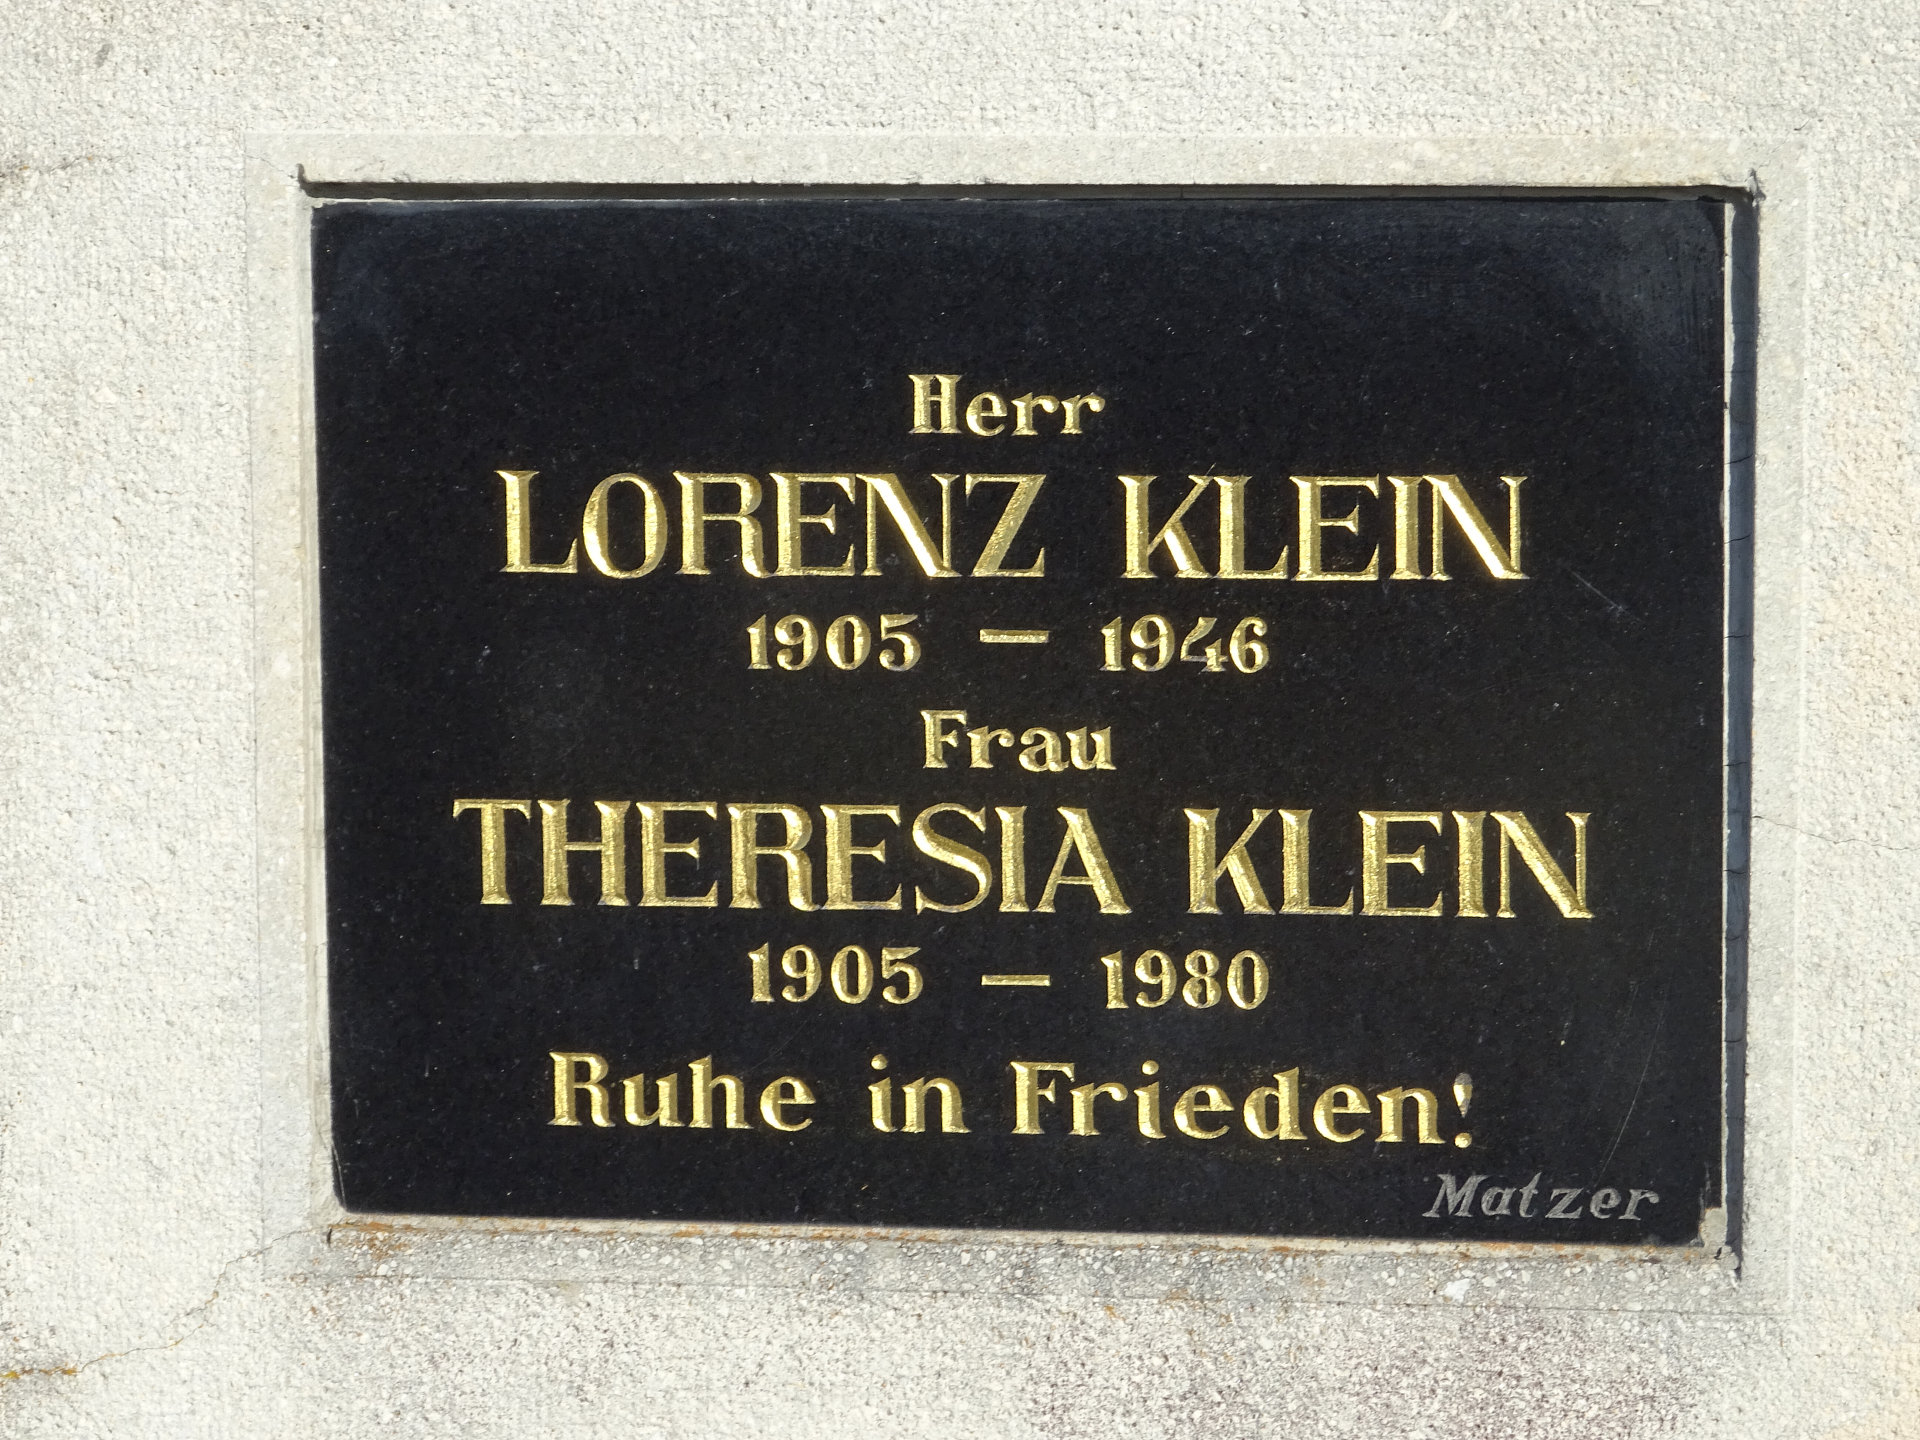 Herr
LORENZ KLEIN
1905 — 1946
Frau
THERESIA KLEIN
1905 — 1980
Ruhe in Frieden!
Matzer